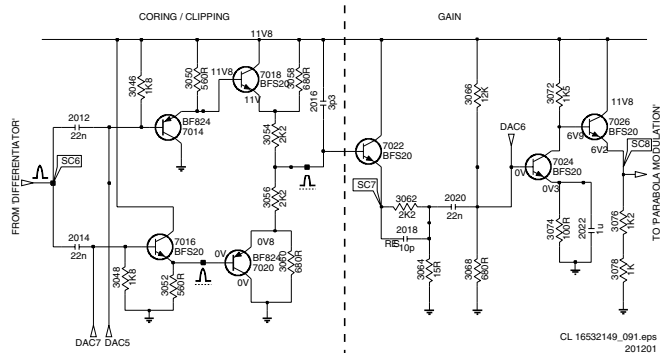 CORING / CLIPPING
GAIN
11V8
3046
1K8
3050
560R
11V8
7018
BFS20
11V
3058
680R
2016
3p3
3066
12K
3072
1K5
7026
BFS20
11V8
2012
22n
BF824
7014
3054
2K2
7022
BFS20
DAC6
6V9
6V2
SC8
FROM 'DIFFERENTIATOR'
SC6
3056
2K2
SC7
3062
2K2
2020
22n
0V
7024
BFS20
0V3
TO 'PARABOLA MODULATION'
2014
22n
7016
BFS20
0V8
0V
BF824
7020
0V
3060
680R
2018
10p
3074
100R
2022
1u
3076
1K2
3048
1K8
3052
560R
3064
15R
3068
680R
3078
1K
DAC7
DAC5
CL 16532149_091.eps
201201